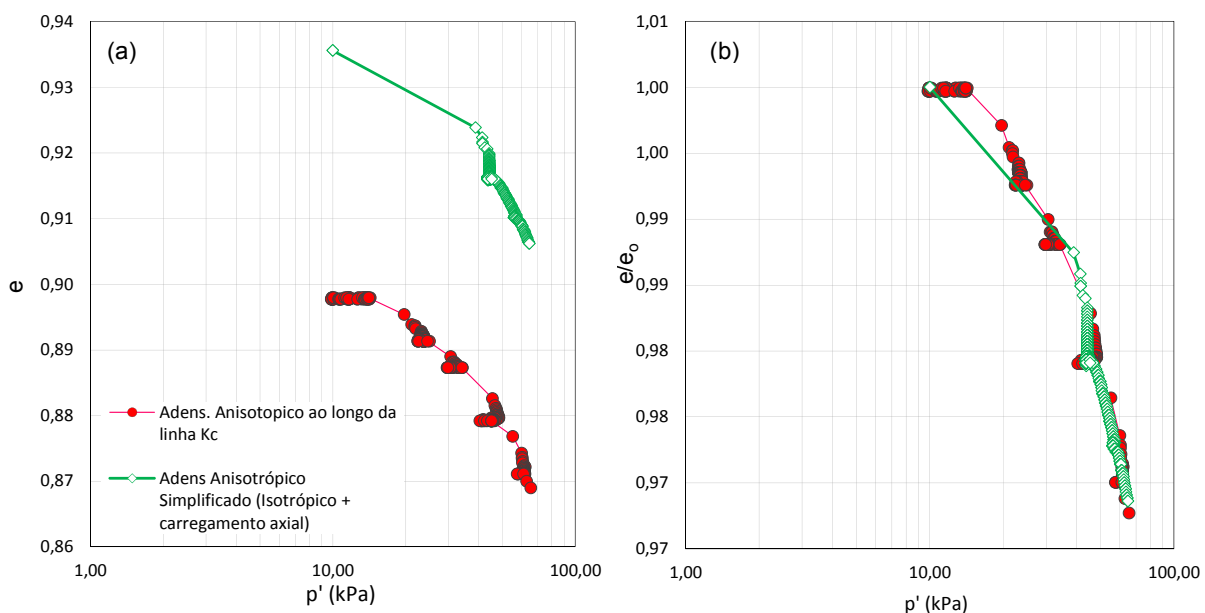 (a)
0,94
0,93
0,92
0,91
0,90
0,89
0,88
0,87
0,86
e
Adens. Anisotopico ao longo da
linha Kc
Adens Anisotrópico
Simplificado (Isotrópico +
carregamento axial)
1,00
10,00
100,00
p' (kPa)
(b)
1,01
1,00
1,00
0,99
0,99
0,98
0,98
0,97
0,97
e/eo
1,00
10,00
100,00
p' (kPa)